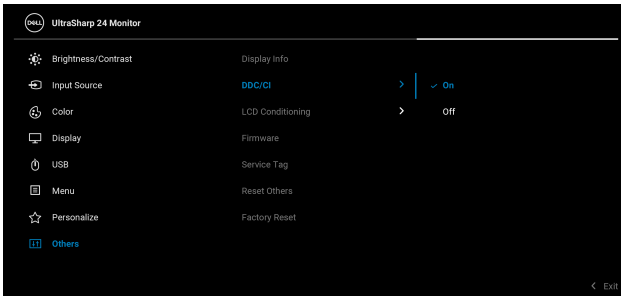 DELL UltraSharp 24 Monitor
Brightness/Contrast
Input Source
Color
Display
USB
Menu
Personalize
Others
Display Info
DDC/CI
LCD Conditioning
Firmware
Service Tag
Reset Others
Factory Reset
On
Off
Exit